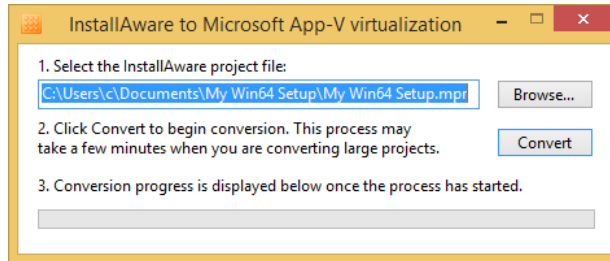 InstallAware to Microsoft App-V virtualization
1. Select the InstallAware project file:
C:\Users\c\Documents\My Win64 Setup\My Win64 Setup.mpr
Browse...
2. Click Convert to begin conversion. This process may
take a few minutes when you are converting large projects.
Convert
3. Conversion progress is displayed below once the process has started.